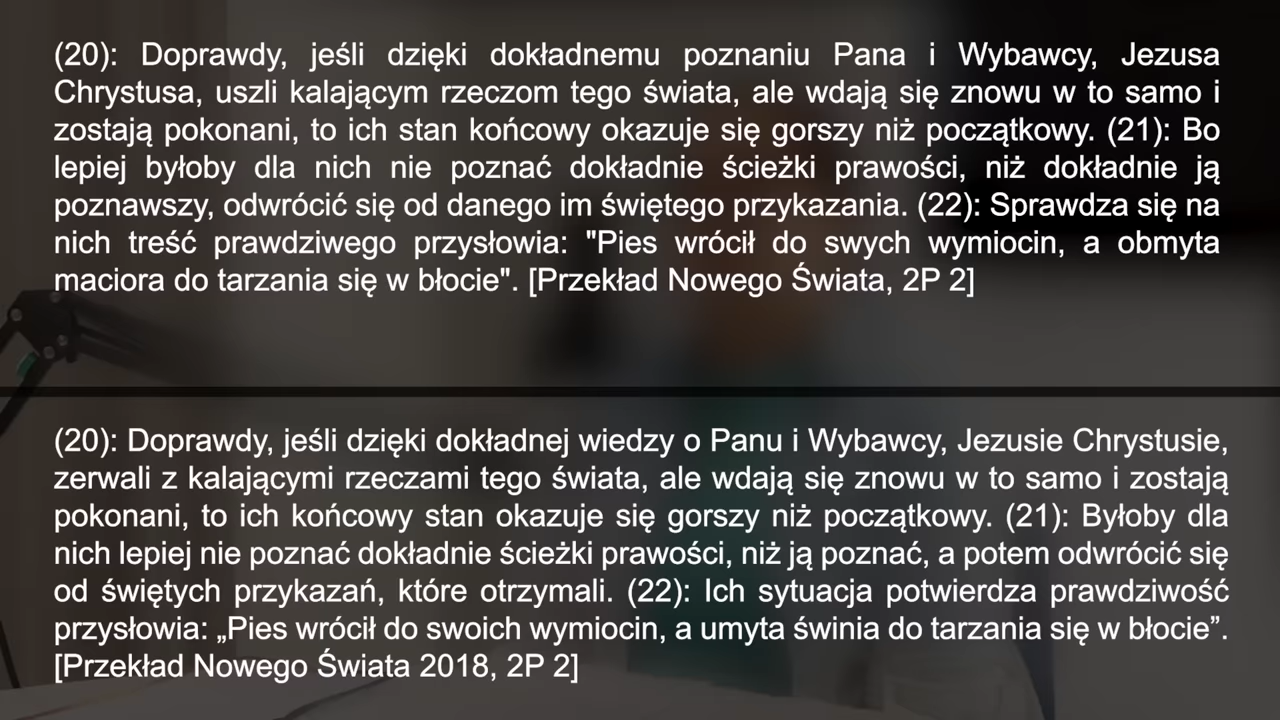 (20): Doprawdy, jeśli dzięki dokładnemu poznaniu Pana i Wybawcy, Jezusa
Chrystusa, uszli kalającym rzeczom tego świata, ale wdają się znowu w to samo i
zostają pokonani, to ich stan końcowy okazuje się gorszy niż początkowy. (21): Bo
lepiej byłoby dla nich nie poznać dokładnie ścieżki prawości, niż dokładnie ją
poznawszy, odwrócić się od danego im świętego przykazania. (22): Sprawdza się na
nich treść prawdziwego przysłowia: "Pies wrócił do swych wymiocin, a obmyta
maciora do tarzania się w błocie". [Przekład Nowego Świata, 2P 2]
(20): Doprawdy, jeśli dzięki dokładnej wiedzy o Panu i Wybawcy, Jezusie Chrystusie,
zerwali z kalającymi rzeczami tego świata, ale wdają się znowu w to samo i zostają
pokonani, to ich końcowy stan okazuje się gorszy niż początkowy. (21): Byłoby dla
nich lepiej nie poznać dokładnie ścieżki prawości, niż ją poznać, a potem odwrócić się
od świętych przykazań, które otrzymali. (22): Ich sytuacja potwierdza prawdziwość
przysłowia: „Pies wrócił do swoich wymiocin, a umyta świnia do tarzania się w błocie”.
[Przekład Nowego Świata 2018, 2P 2]